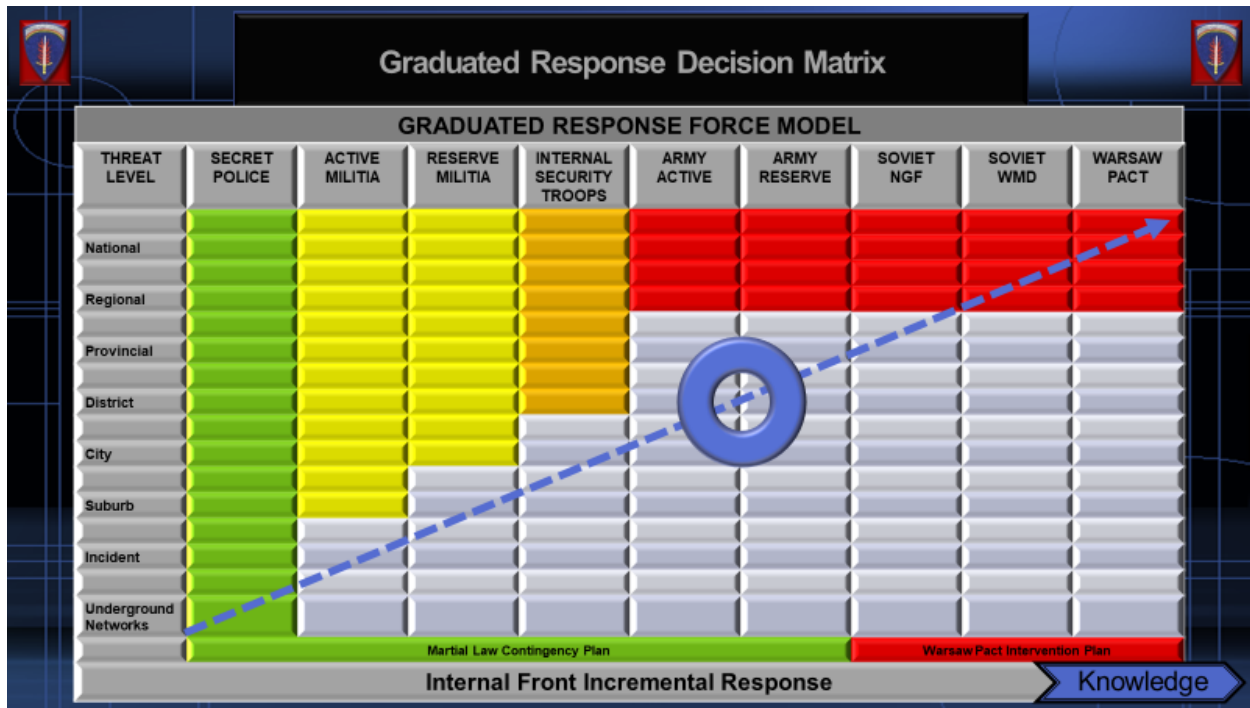 Graduated Response Decision Matrix
GRADUATED RESPONSE FORCE MODEL
THREAT LEVEL
SECRET POLICE
ACTIVE MILITIA
RESERVE MILITIA
INTERNAL SECURITY TROOPS
ARMY ACTIVE
ARMY RESERVE
SOVIET NGF
SOVIET WMD
WARSAW PACT
National
Regional
Provincial
District
City
Suburb
Incident
Underground
Networks
Martial Law Contingency Plan
Warsaw Pact Intervention Plan
Internal Front Incremental Response
Knowledge